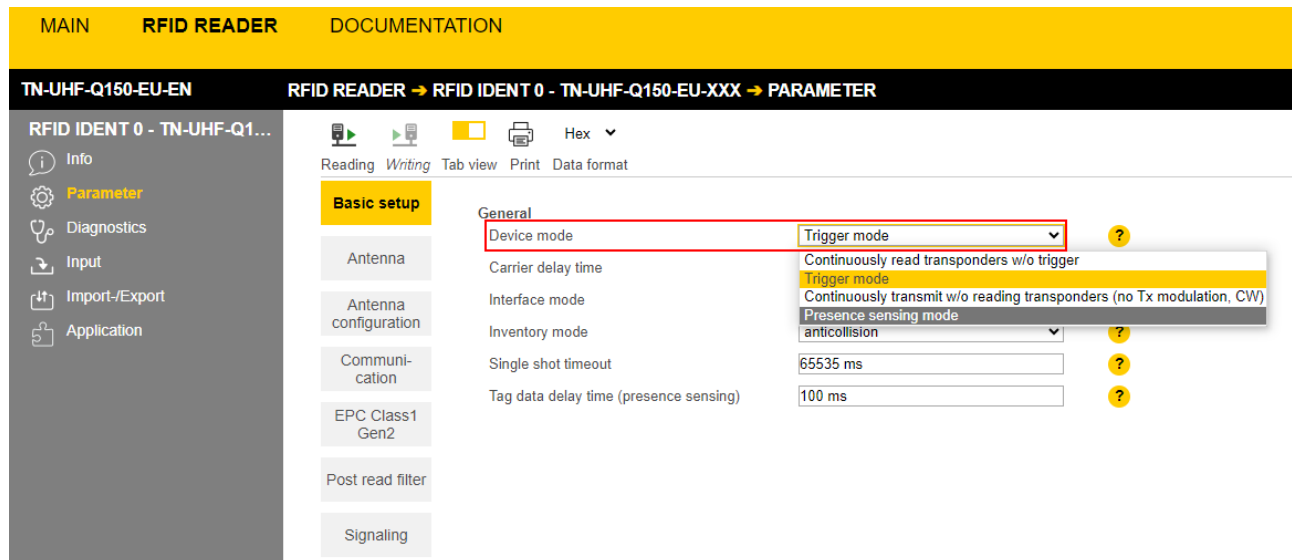 MAIN RFID READER DOCUMENTATION
TN-UHF-Q150-EU-EN RFID READER ➔ RFID IDENT 0 - TN-UHF-Q150-EU-XXX ➔ PARAMETER
RFID IDENT 0 - TN-UHF-Q1...
Info
Parameter
Diagnostics
Input
Import-/Export
Application
Hex
Reading Writing Tab view Print Data format
Basic setup
Antenna
Antenna
configuration
Communi-
cation
EPC Class1
Gen2
Post read filter
Signaling
General
Device mode Trigger mode ?
Continuously read transponders w/o trigger
Trigger mode
Continuously transmit w/o reading transponders (no Tx modulation, CW)
Presence sensing mode
Carrier delay time
Interface mode
Inventory mode anticollision ?
Single shot timeout 65535 ms ?
Tag data delay time (presence sensing) 100 ms ?